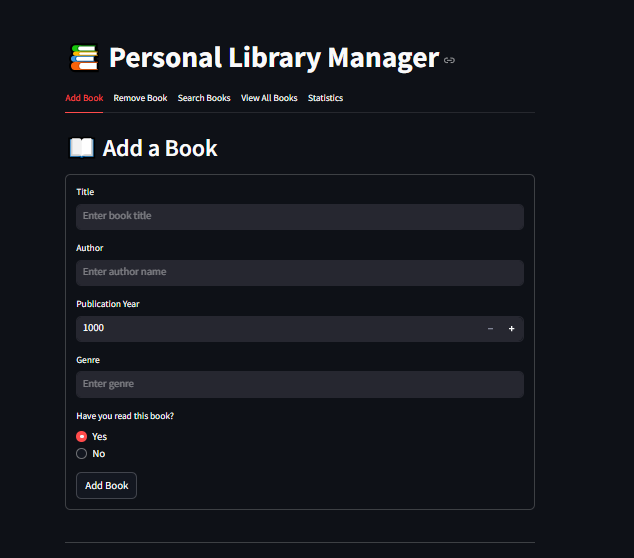 Personal Library Manager
Add Book Remove Book Search Books View All Books Statistics
Add a Book
Title
Enter book title
Author
Enter author name
Publication Year
1000
Genre
Enter genre
Have you read this book?
Yes
No
Add Book